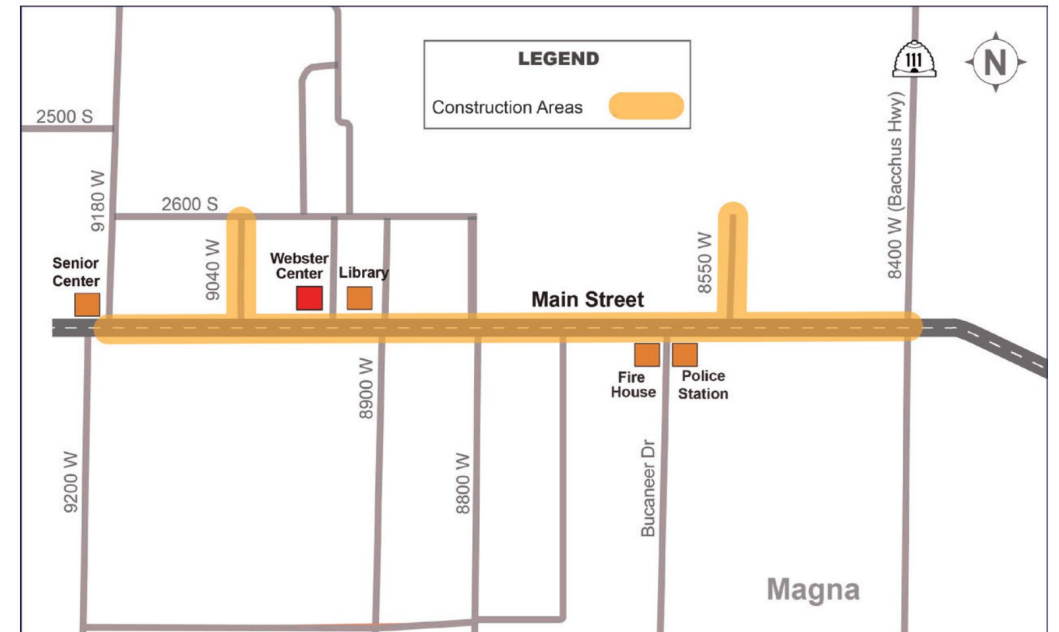 LEGEND
Construction Areas
111
N
2500 S
9180 W
2600 S
9040 W
8550 W
8400 W (Bacchus Hwy)
Senior
Center
Webster
Center
Library
Main Street
Fire
House
Police
Station
8900 W
9200 W
8800 W
Bucaneer Dr
Magna